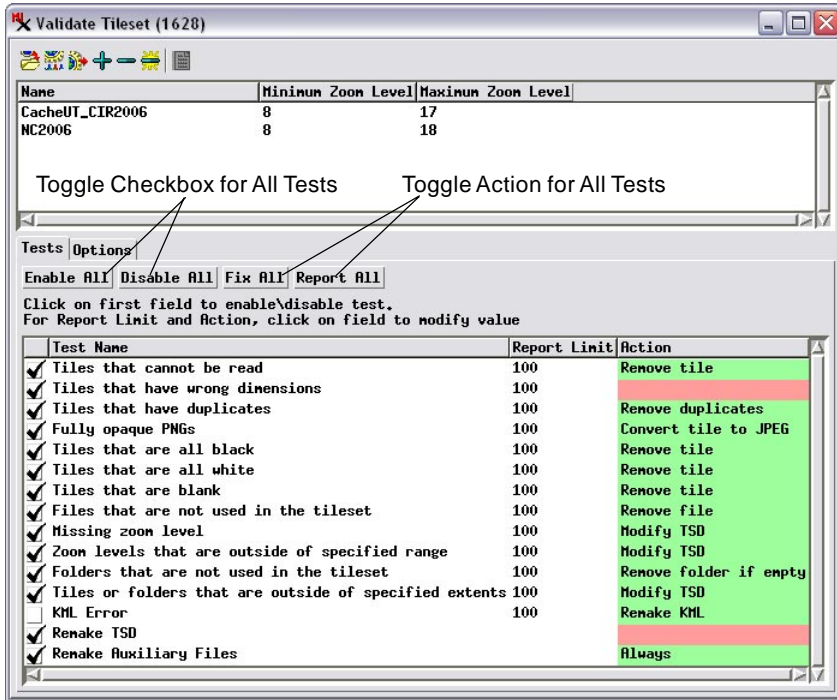 Validate Tileset (1628)
Name Minimum Zoom Level Maximum Zoom Level
CacheUT_CIR2006 8 17
NC2006 8 18
Toggle Checkbox for All Tests Toggle Action for All Tests
Tests Options
Enable All Disable All Fix All Report All
Click on first field to enable\disable test.
For Report Limit and Action, click on field to modify value
Test Name Report Limit Action
Tiles that cannot be read 100 Remove tile
Tiles that have wrong dimensions 100
Tiles that have duplicates 100 Remove duplicates
Fully opaque PNGs 100 Convert tile to JPEG
Tiles that are all black 100 Remove tile
Tiles that are all white 100 Remove tile
Tiles that are blank 100 Remove tile
Files that are not used in the tileset 100 Remove file
Missing zoom level 100 Modify TSD
Zoom levels that are outside of specified range 100 Modify TSD
Folders that are not used in the tileset 100 Remove folder if empty
Tiles or folders that are outside of specified extents 100 Modify TSD
KML Error 100 Remake KML
Remake TSD
Remake Auxiliary Files Always